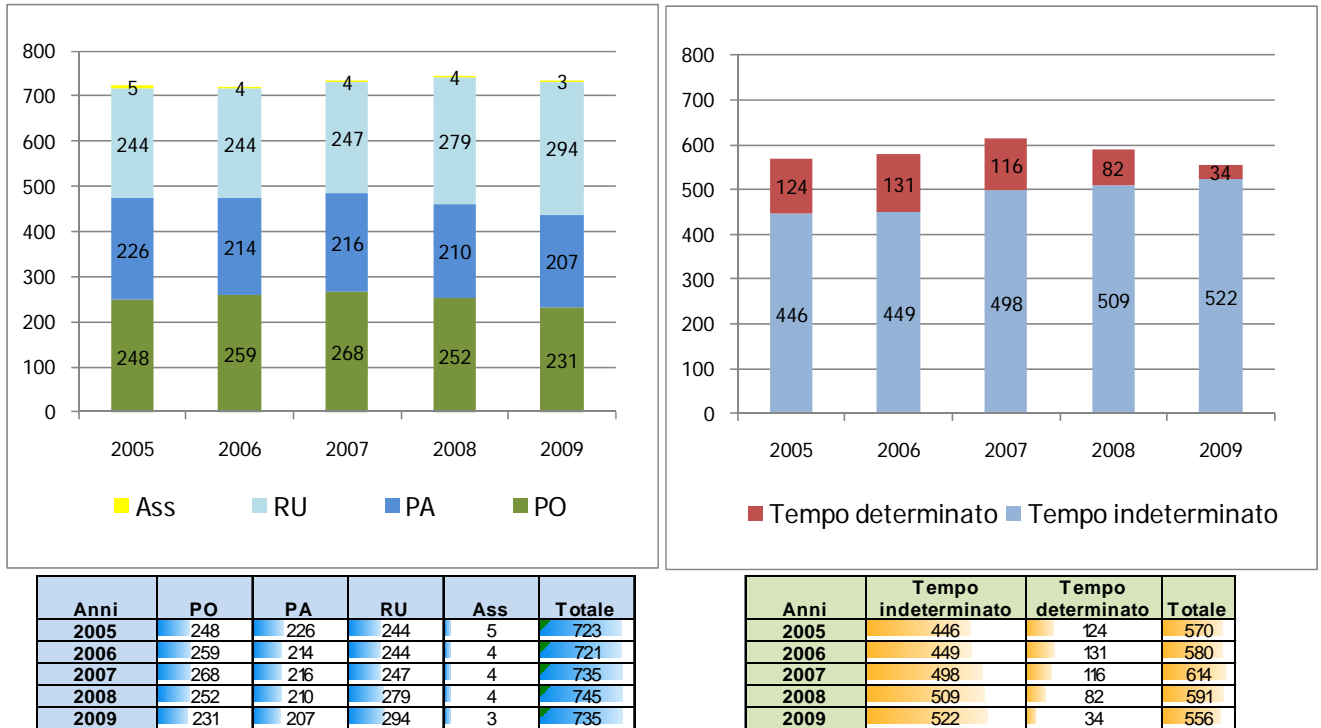 800
700
600
500
400
300
200
100
0
5 4 4 4 3
244 244 247 279 294
226 214 216 210 207
248 259 268 252 231
2005 2006 2007 2008 2009
Ass RU PA PO
800
700
600
500
400
300
200
100
0
124 131 116 82 34
446 449 498 509 522
2005 2006 2007 2008 2009
Tempo determinato Tempo indeterminato
Anni PO PA RU Ass Totale
2005 248 226 244 5 723
2006 259 214 244 4 721
2007 268 216 247 4 735
2008 252 210 279 4 745
2009 231 207 294 3 735
Anni Tempo indeterminato Tempo determinato Totale
2005 446 124 570
2006 449 131 580
2007 498 116 614
2008 509 82 591
2009 522 34 556